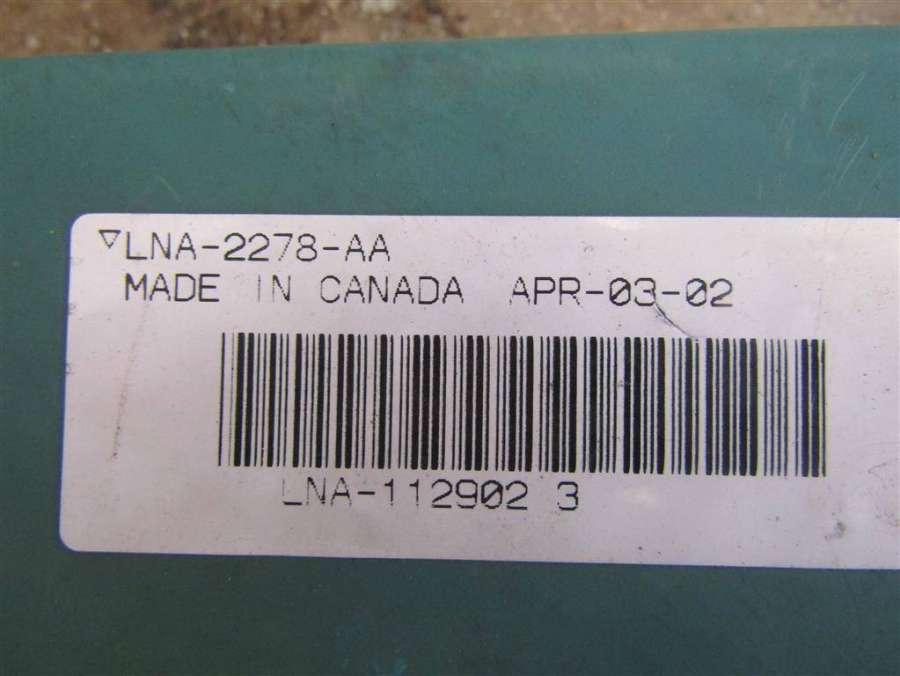 ▽LNA-2278-AA
MADE IN CANADA APR-03-02
LNA-112902 3